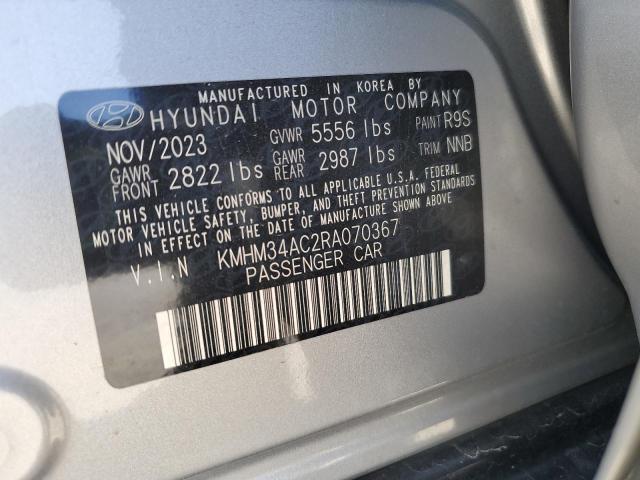 MANUFACTURED IN KOREA BY
HYUNDAI MOTOR COMPANY
NOV/2023 GVWR 5556 lbs PAINT R9S
GAWR FRONT 2822 lbs GAWR REAR 2987 lbs TRIM NNB
THIS VEHICLE CONFORMS TO ALL APPLICABLE U.S.A. FEDERAL
MOTOR VEHICLE SAFETY, BUMPER, AND THEFT PREVENTION STANDARDS
IN EFFECT ON THE DATE OF MANUFACTURE SHOWN ABOVE.
V.I.N KMHM34AC2RA070367
PASSENGER CAR